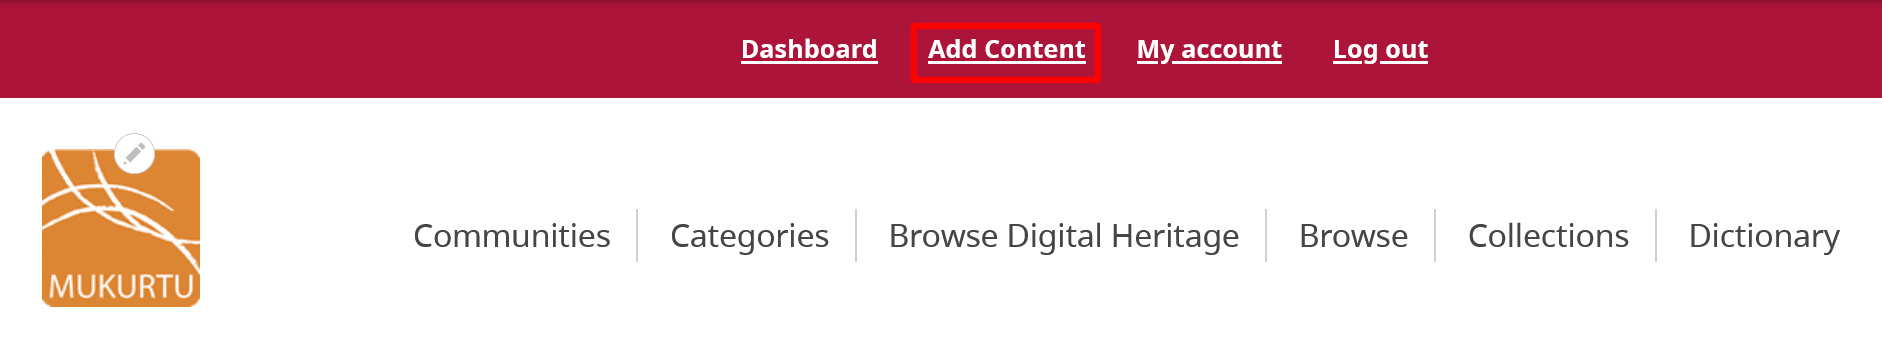 Dashboard Add Content My account Log out
MUKURTU
Communities Categories Browse Digital Heritage Browse Collections Dictionary